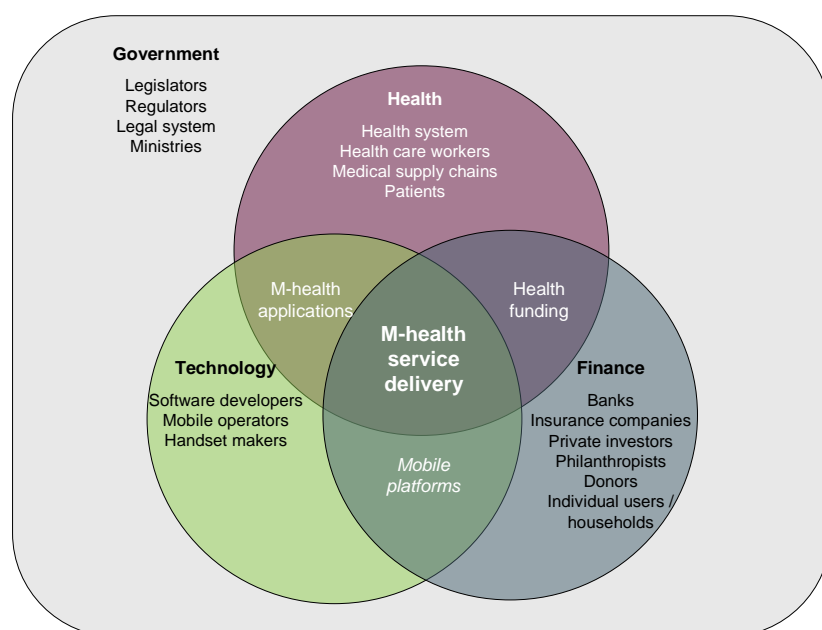 Government
Legislators
Regulators
Legal system
Ministries
Health
Health system
Health care workers
Medical supply chains
Patients
M-health
applications
Health
funding
M-health
service
delivery
Technology
Software developers
Mobile operators
Handset makers
Finance
Banks
Insurance companies
Private investors
Philanthropists
Donors
Individual users /
households
Mobile
platforms